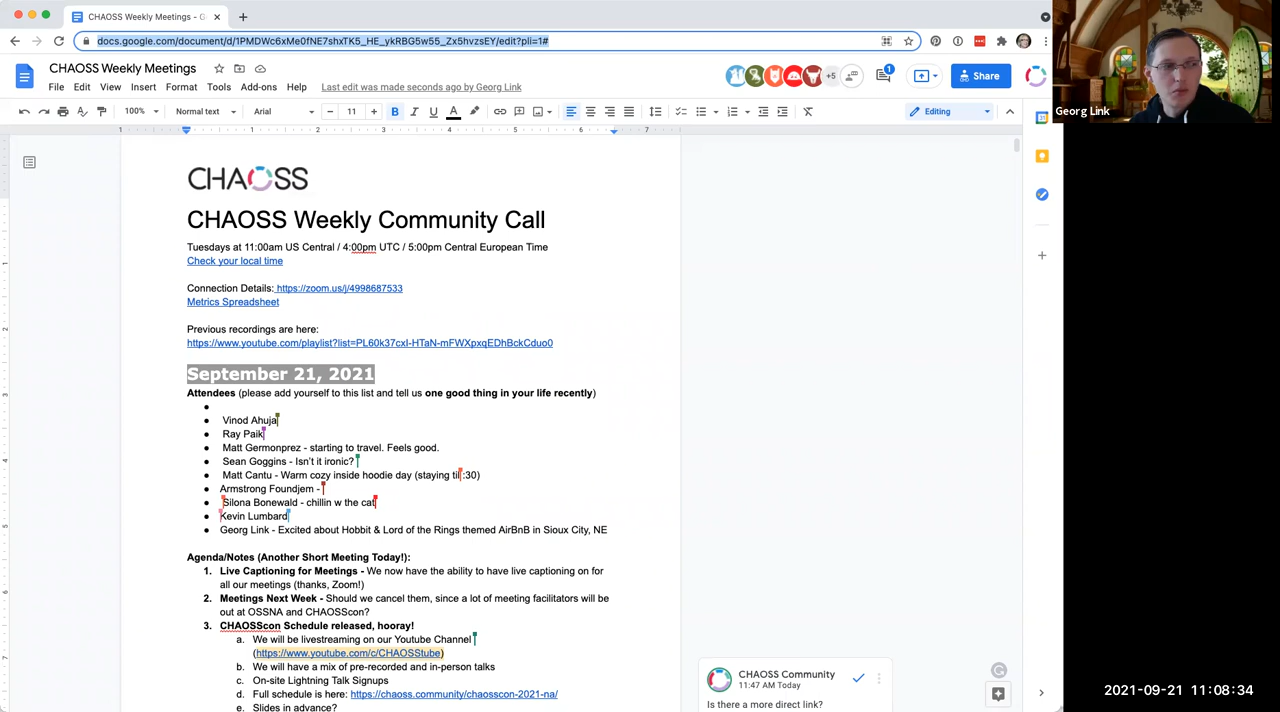 CHAOSS Weekly Meetings - G
docs.google.com/document/d/1PMDWc6xMe0fNE7shxTK5_HE_ykRBG5w55_Zx5hvzsEY/edit?pli=1#
CHAOSS Weekly Meetings
+5
1
Share
File Edit View Insert Format Tools Add-ons Help Last edit was made seconds ago by Georg Link
Georg Link
100% Normal text Arial 11 B I U A Editing
1 1 2 3 4 5 6 7
CHAOSS
CHAOSS Weekly Community Call
Tuesdays at 11:00am US Central / 4:00pm UTC / 5:00pm Central European Time
Check your local time
Connection Details: https://zoom.us/j/4998687533
Metrics Spreadsheet
Previous recordings are here:
https://www.youtube.com/playlist?list=PL60k37cxI-HTaN-mFWXpxqEDhBckCduo0
September 21, 2021
Attendees (please add yourself to this list and tell us one good thing in your life recently)
● 
● Vinod Ahuja
● Ray Paik
● Matt Germonprez - starting to travel. Feels good.
● Sean Goggins - Isn't it ironic?
● Matt Cantu - Warm cozy inside hoodie day (staying til :30)
● Armstrong Foundjem -
● Silona Bonewald - chillin w the cat
● Kevin Lumbard
● Georg Link - Excited about Hobbit & Lord of the Rings themed AirBnB in Sioux City, NE
Agenda/Notes (Another Short Meeting Today!):
1. Live Captioning for Meetings - We now have the ability to have live captioning on for
all our meetings (thanks, Zoom!)
2. Meetings Next Week - Should we cancel them, since a lot of meeting facilitators will be
out at OSSNA and CHAOSScon?
3. CHAOSScon Schedule released, hooray!
a. We will be livestreaming on our Youtube Channel
(https://www.youtube.com/c/CHAOSStube)
b. We will have a mix of pre-recorded and in-person talks
c. On-site Lightning Talk Signups
d. Full schedule is here: https://chaoss.community/chaosscon-2021-na/
e. Slides in advance?
CHAOSS Community
11:47 AM Today
Is there a more direct link?
2021-09-21 11:08:34